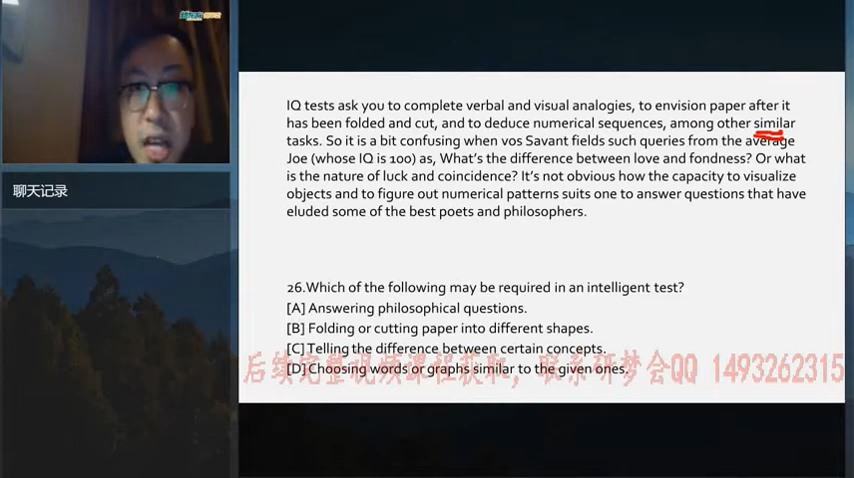 聊天记录
IQ tests ask you to complete verbal and visual analogies, to envision paper after it
has been folded and cut, and to deduce numerical sequences, among other similar
tasks. So it is a bit confusing when vos Savant fields such queries from the average
Joe (whose IQ is 100) as, What's the difference between love and fondness? Or what
is the nature of luck and coincidence? It's not obvious how the capacity to visualize
objects and to figure out numerical patterns suits one to answer questions that have
eluded some of the best poets and philosophers.
26.Which of the following may be required in an intelligent test?
[A] Answering philosophical questions.
[B] Folding or cutting paper into different shapes.
[C] Telling the difference between certain concepts.
[D] Choosing words or graphs similar to the given ones.
后续完整视频课程获取，联系研梦会QQ 1493262315